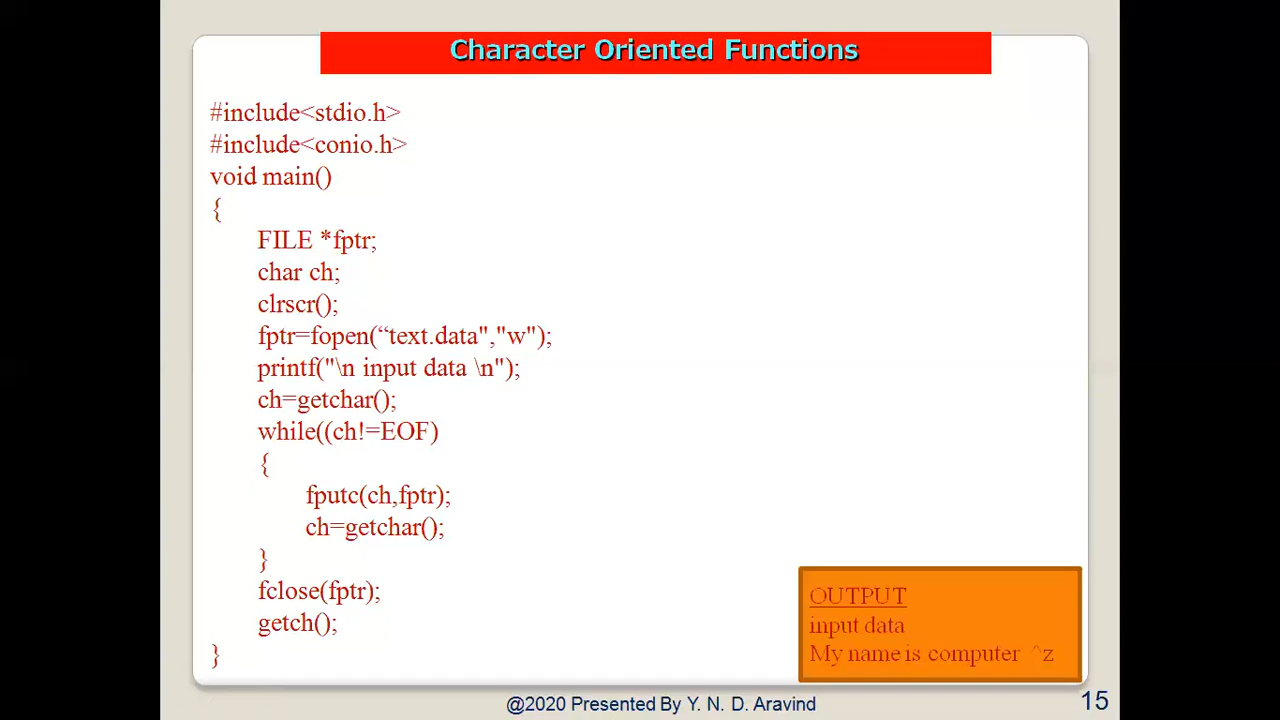 Character Oriented Functions
#include<stdio.h>
#include<conio.h>
void main()
{
FILE *fptr;
char ch;
clrscr();
fptr=fopen(“text.data","w");
printf("\n input data \n");
ch=getchar();
while((ch!=EOF)
{
fputc(ch,fptr);
ch=getchar();
}
fclose(fptr);
getch();
}
OUTPUT
input data
My name is computer ^z
@2020 Presented By Y. N. D. Aravind
15